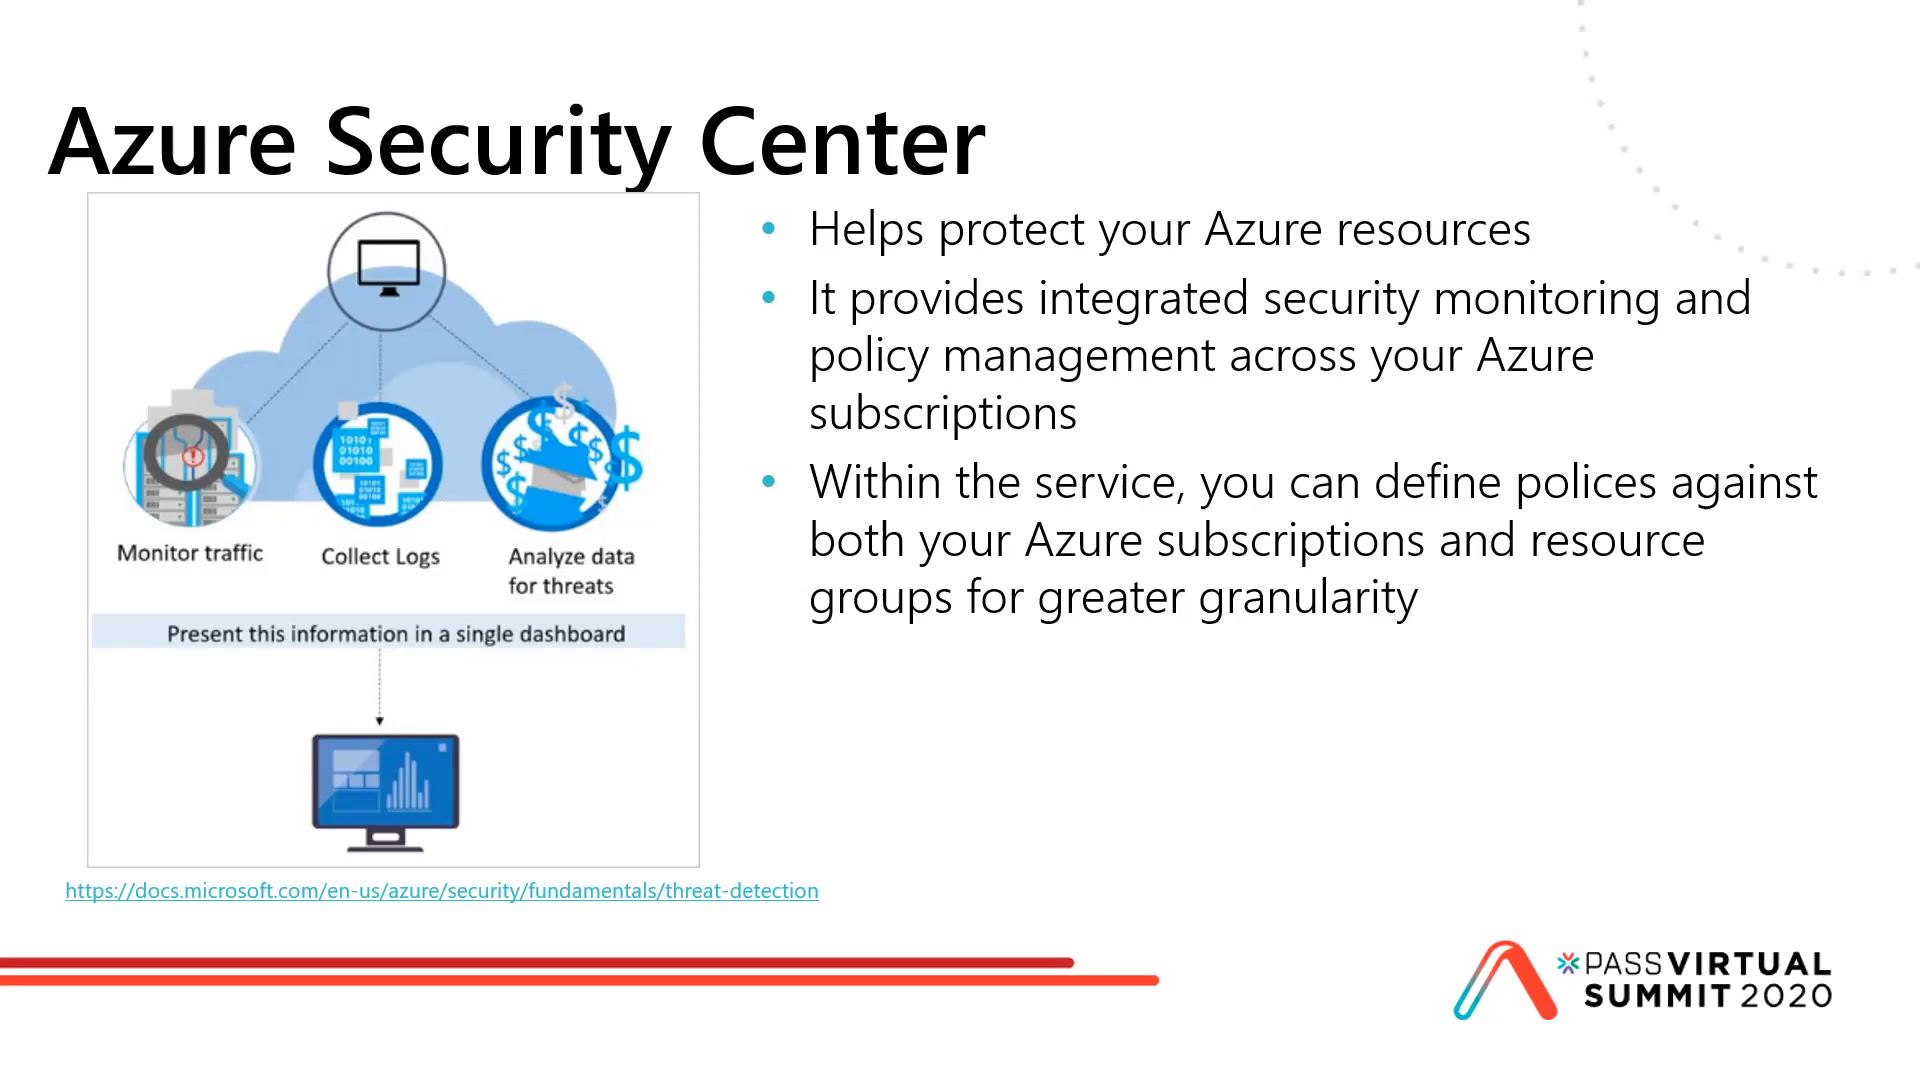 Azure Security Center
Monitor traffic
Collect Logs
Analyze data
for threats
Present this information in a single dashboard
https://docs.microsoft.com/en-us/azure/security/fundamentals/threat-detection
• Helps protect your Azure resources
• It provides integrated security monitoring and
policy management across your Azure
subscriptions
• Within the service, you can define polices against
both your Azure subscriptions and resource
groups for greater granularity
PASS VIRTUAL
SUMMIT 2020